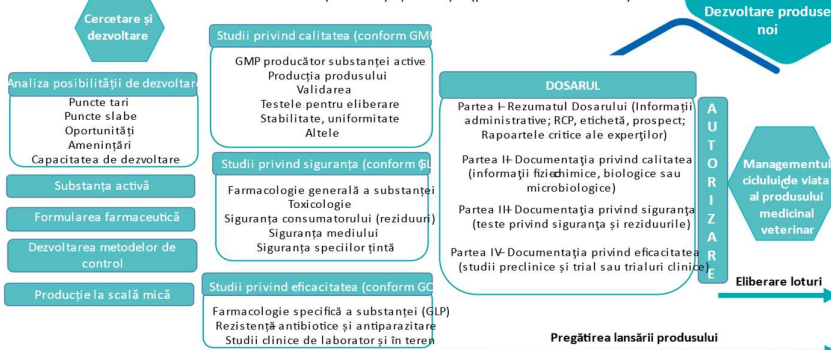 Cercetare și
dezvoltare
Analiza posibilității de dezvoltar
Puncte tari
Puncte slabe
Oportunități
Amenințări
Capacitatea de dezvoltare
Substanța activă
Formularea farmaceutică
Dezvoltarea metodelor de
control
Producție la scală mică
Studii privind calitatea (conform GM
GMP producător substanței active
Producția produsului
Validarea
Testele pentru eliberare
Stabilitate, uniformitate
Altele
Studii privind siguranța (conform GL
Farmacologie generală a substanței
Toxicologie
Siguranța consumatorului (reziduuri)
Siguranța mediului
Siguranța speciilor țintă
Studii privind eficacitatea (conform GC
Farmacologie specifică a substanței (GLP)
Rezistență antibiotice și antiparazitare
Studii clinice de laborator și în teren
DOSARUL
Partea I–Rezumatul Dosarului (Informații
administrative; RCP, etichetă, prospect;
Rapoartele critice ale experților)
Partea II–Documentația privind calitatea
(informații fizicechimice, biologice sau
microbiologice)
Partea III–Documentația privind siguranța
(teste privind siguranța și reziduurile)
Partea IV–Documentația privind eficacitatea
(studii preclinice și trial sau trialuri clinice)
AUTORIZARE
Dezvoltare produse
noi
Managementul
ciclului de viata
al produsului
medicinal
veterinar
Eliberare loturi
Pregătirea lansării produsului